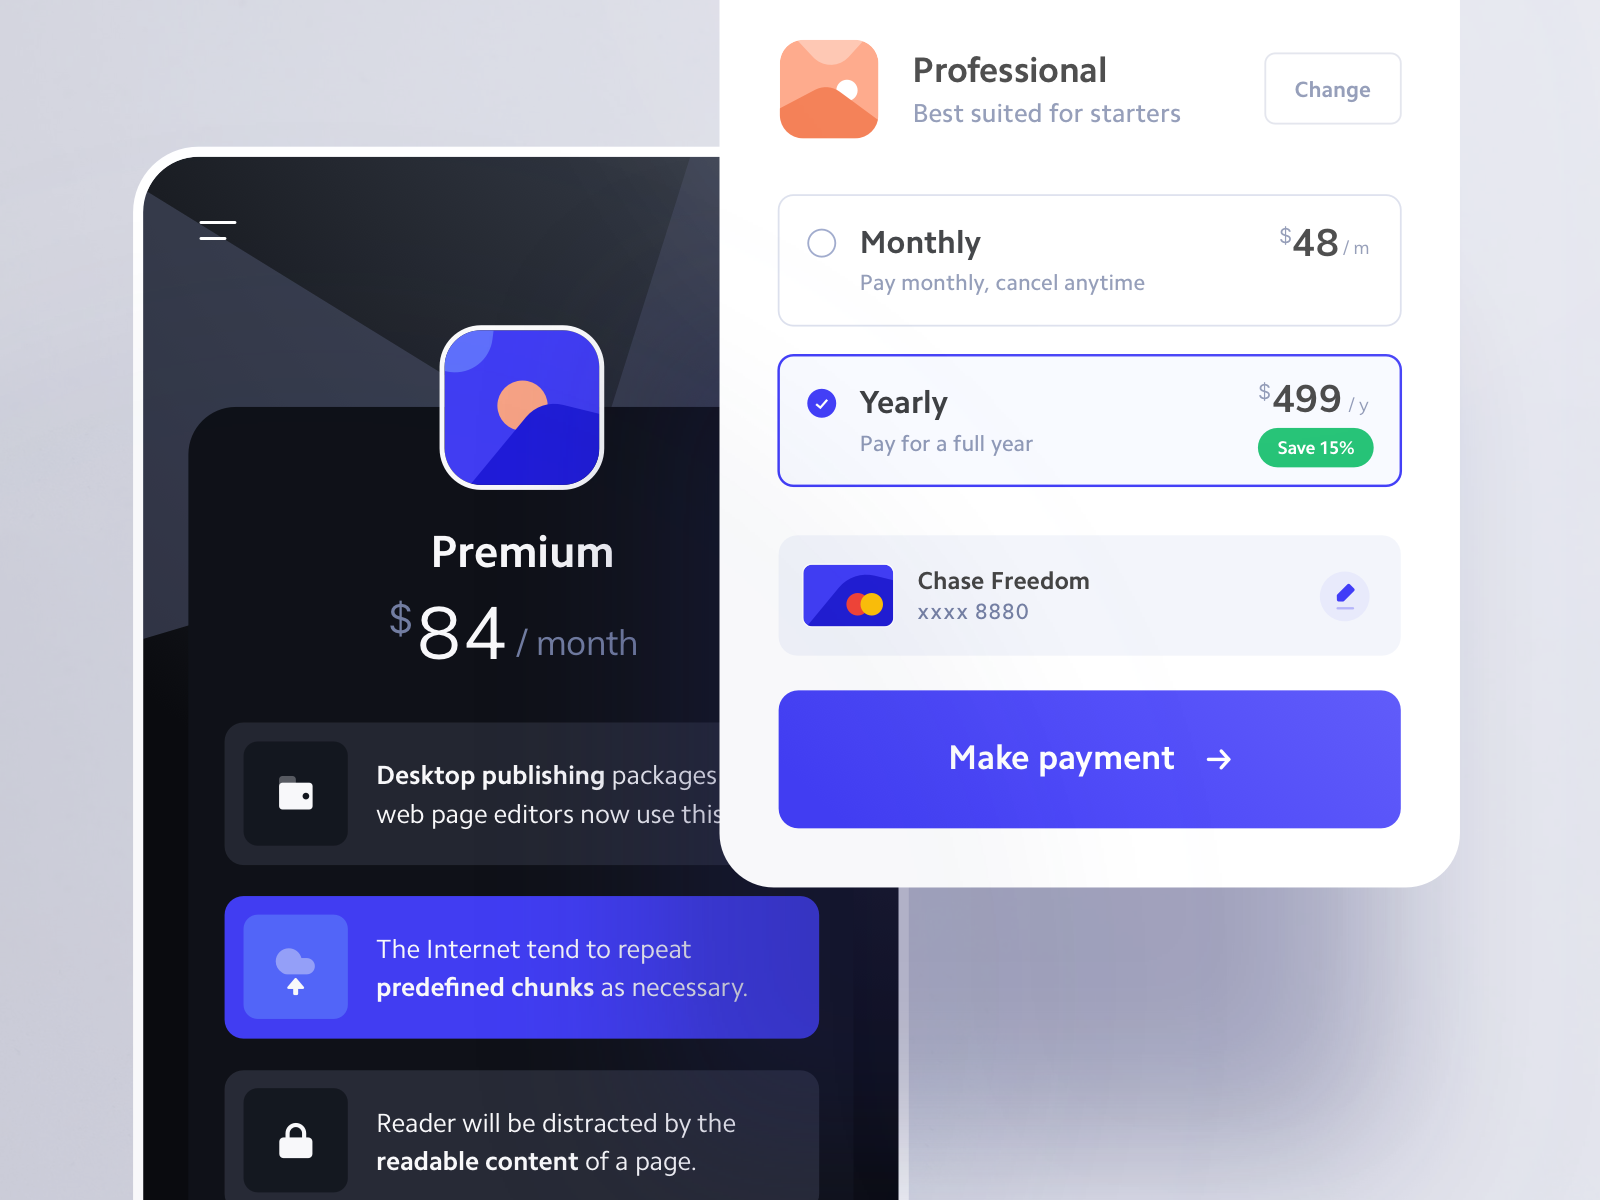 Professional
Best suited for starters
Change
Monthly
$48 / m
Pay monthly, cancel anytime
Yearly
$499 / y
Pay for a full year
Save 15%
Chase Freedom
xxxx 8880
Make payment
Premium
$84 / month
Desktop publishing packages
web page editors now use this
The Internet tend to repeat
predefined chunks as necessary.
Reader will be distracted by the
readable content of a page.